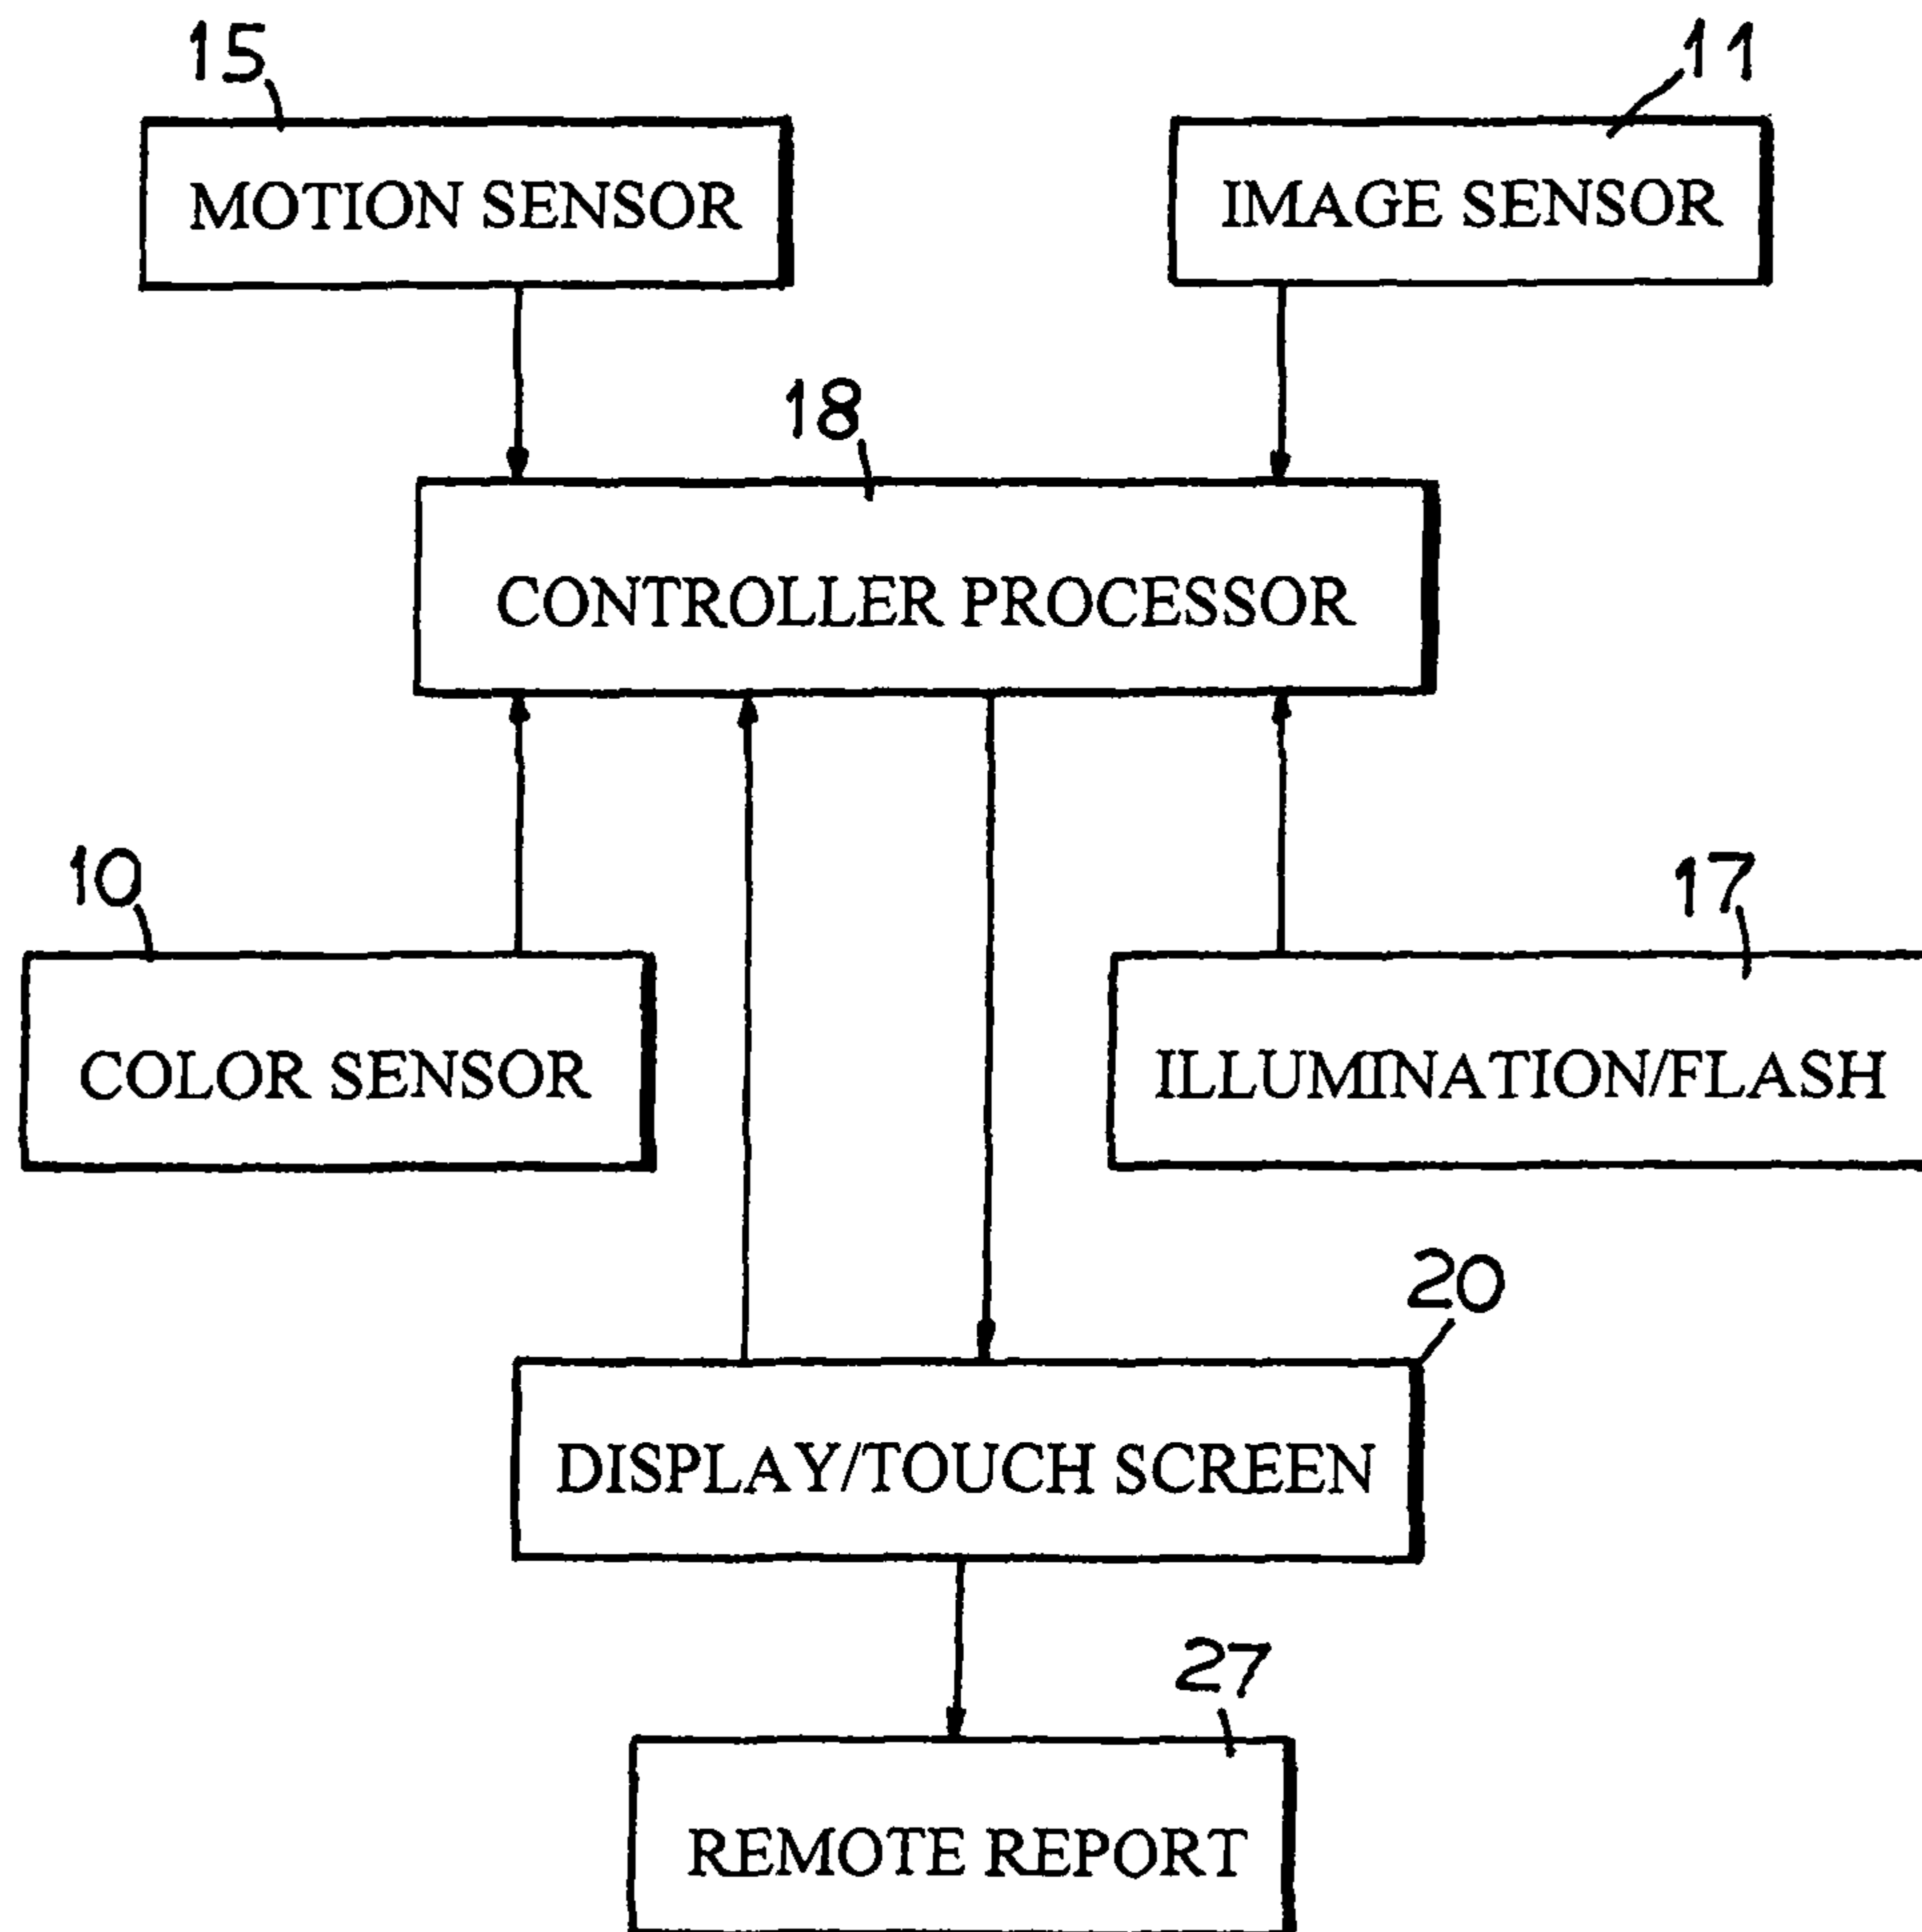 15
11
MOTION SENSOR
IMAGE SENSOR
18
CONTROLLER PROCESSOR
10
17
COLOR SENSOR
ILLUMINATION/FLASH
20
DISPLAY/TOUCH SCREEN
27
REMOTE REPORT